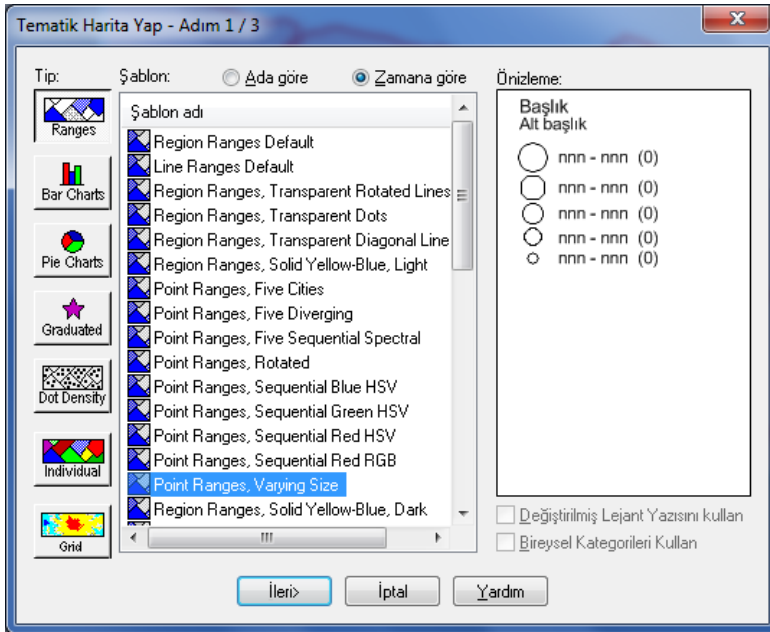 Tematik Harita Yap - Adım 1 / 3
Tip:
Şablon:
Ada göre
Zamana göre
Önizleme:
Ranges
Bar Charts
Pie Charts
Graduated
Dot Density
Individual
Grid
Şablon adı
Region Ranges Default
Line Ranges Default
Region Ranges, Transparent Rotated Lines
Region Ranges, Transparent Dots
Region Ranges, Transparent Diagonal Line
Region Ranges, Solid Yellow-Blue, Light
Point Ranges, Five Cities
Point Ranges, Five Diverging
Point Ranges, Five Sequential Spectral
Point Ranges, Rotated
Point Ranges, Sequential Blue HSV
Point Ranges, Sequential Green HSV
Point Ranges, Sequential Red HSV
Point Ranges, Sequential Red RGB
Point Ranges, Varying Size
Region Ranges, Solid Yellow-Blue, Dark
Başlık
Alt başlık
nnn - nnn (0)
nnn - nnn (0)
nnn - nnn (0)
nnn - nnn (0)
nnn - nnn (0)
Değiştirilmiş Lejant Yazısını kullan
Bireysel Kategorileri Kullan
İleri>
İptal
Yardım